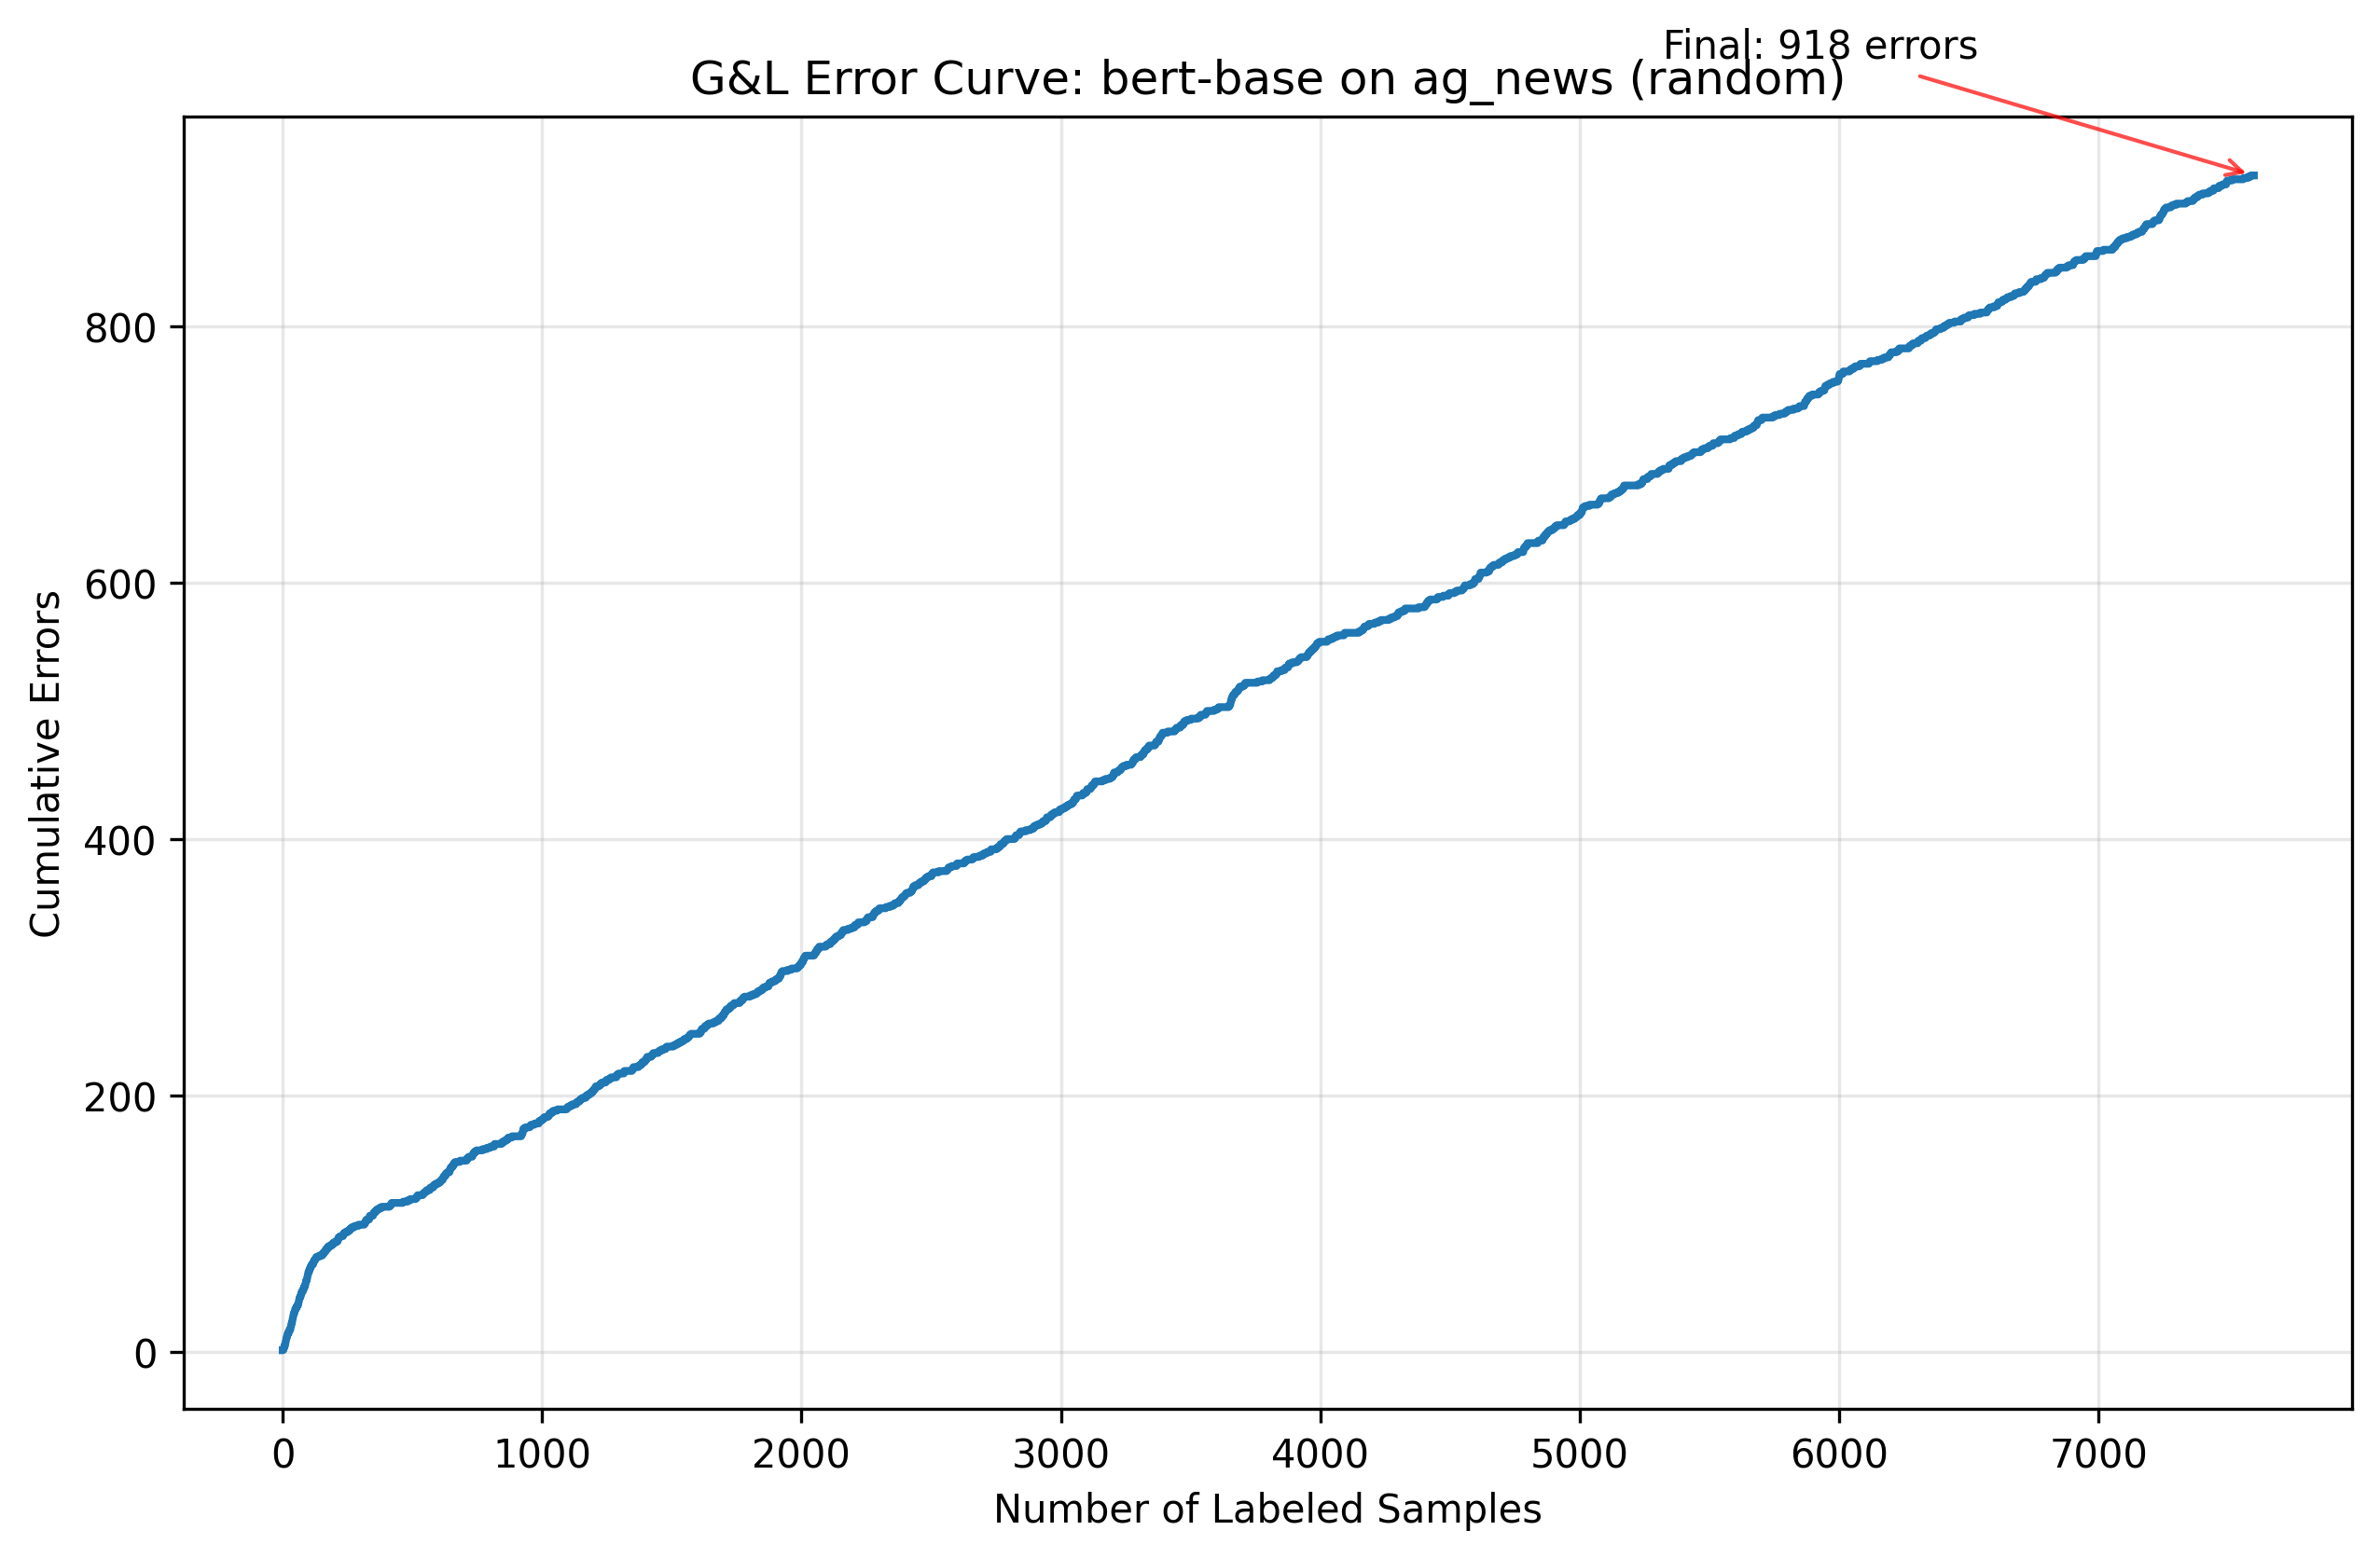 Final: 918 errors
G&L Error Curve: bert-base on ag_news (random)
Cumulative Errors
800
600
400
200
0
0 1000 2000 3000 4000 5000 6000 7000
Number of Labeled Samples